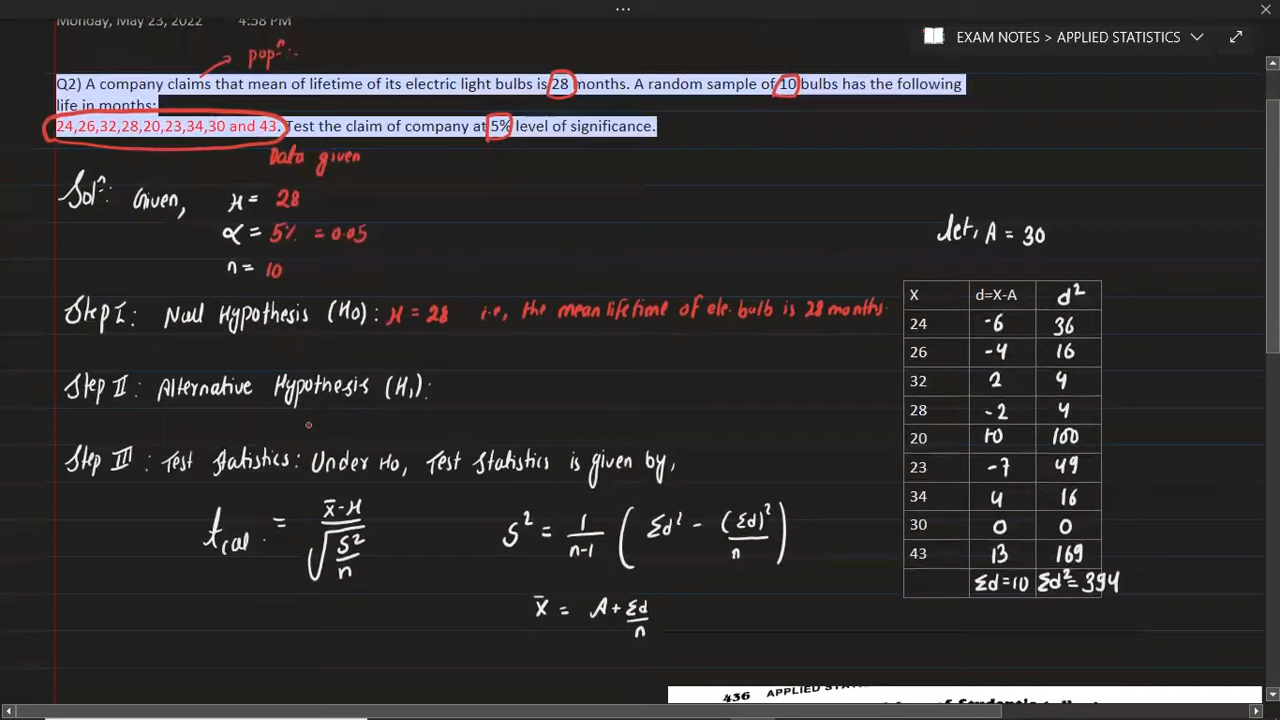 Monday, May 23, 2022 4:58 PM
EXAM NOTES > APPLIED STATISTICS
popⁿ:-
Q2) A company claims that mean of lifetime of its electric light bulbs is 28 months. A random sample of 10 bulbs has the following
life in months:
24,26,32,28,20,23,34,30 and 43. Test the claim of company at 5% level of significance.
Data given
Solⁿ: Given, μ = 28
α = 5% = 0.05
n = 10
let, A = 30
Step I: Null Hypothesis (H0): μ = 28 i.e, the mean lifetime of ele. bulb is 28 months.
Step II: Alternative Hypothesis (H1):
Step III: Test Statistics: Under H0, Test Statistics is given by,
tcal = x̄-μ / √(S²/n)
S² = 1/(n-1) ( Σd² - (Σd)²/n )
x̄ = A + Σd/n
X d=X-A d²
24 -6 36
26 -4 16
32 2 4
28 -2 4
20 10 100
23 -7 49
34 4 16
30 0 0
43 13 169
Σd=10 Σd²=394
436 APPLIED STATIS